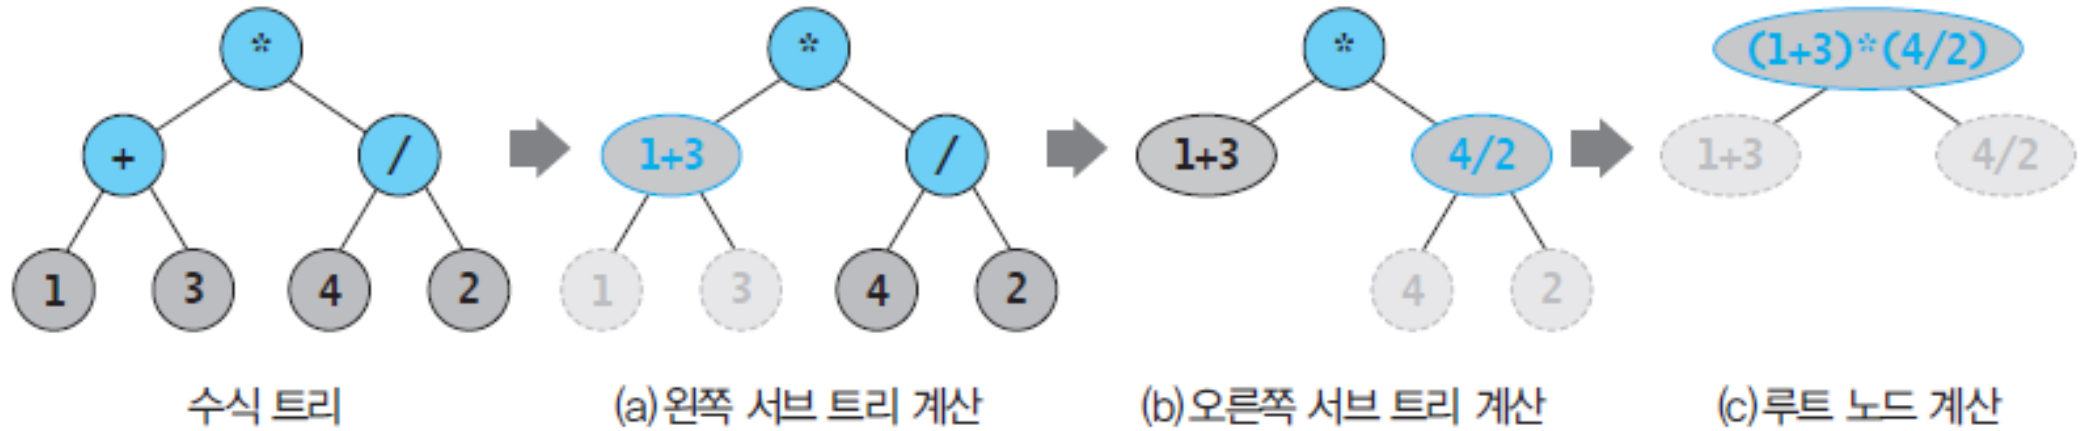 * * * (1+3)*(4/2)
+ / 1+3 / 1+3 4/2 1+3 4/2
1 3 4 2 1 3 4 2 4 2
수식 트리 (a) 왼쪽 서브 트리 계산 (b) 오른쪽 서브 트리 계산 (c) 루트 노드 계산